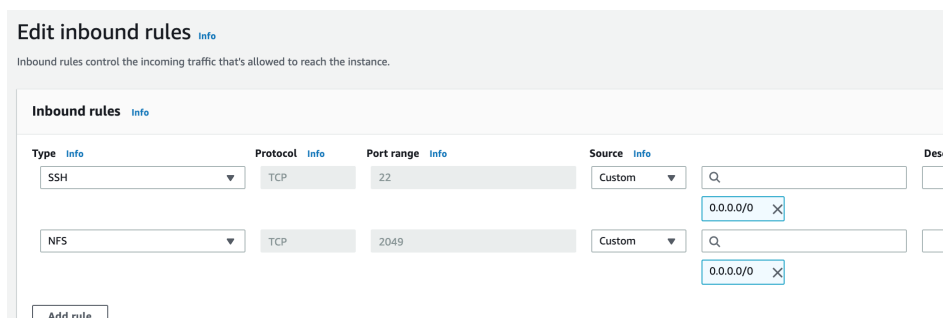 Edit inbound rules Info
Inbound rules control the incoming traffic that's allowed to reach the instance.
Inbound rules Info
Type Info Protocol Info Port range Info Source Info
SSH TCP 22 Custom
0.0.0.0/0
NFS TCP 2049 Custom
0.0.0.0/0
Add rule